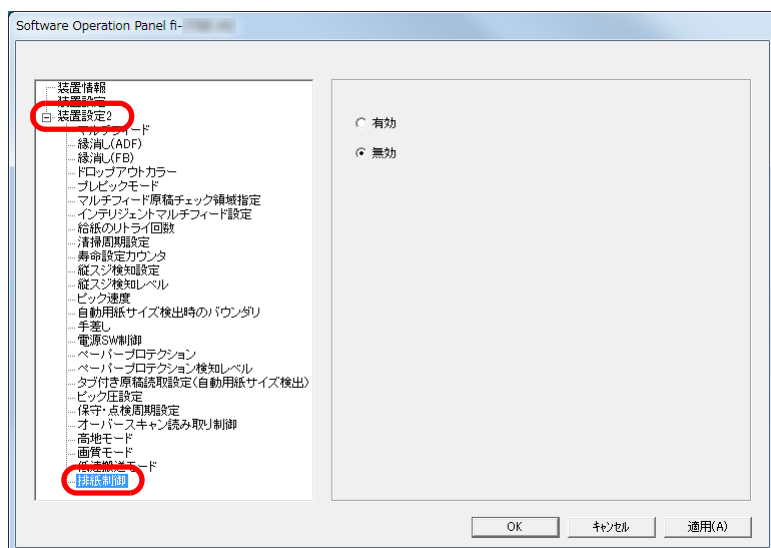 Software Operation Panel fi-
装置情報
装置設定
装置設定2
マルチフィード
縁消し(ADF)
縁消し(FB)
ドロップアウトカラー
プレピックモード
マルチフィード原稿チェック領域指定
インテリジェントマルチフィード設定
給紙のリトライ回数
清掃周期設定
寿命設定カウンタ
縦スジ検知設定
縦スジ検知レベル
ピック速度
自動用紙サイズ検出時のバウンダリ
手差し
電源SW制御
ペーパープロテクション
ペーパープロテクション検知レベル
タブ付き原稿読取設定(自動用紙サイズ検出)
ピック圧設定
保守・点検周期設定
オーバースキャン読み取り制御
高地モード
画質モード
低速搬送モード
排紙制御
有効
無効
OK
キャンセル
適用(A)